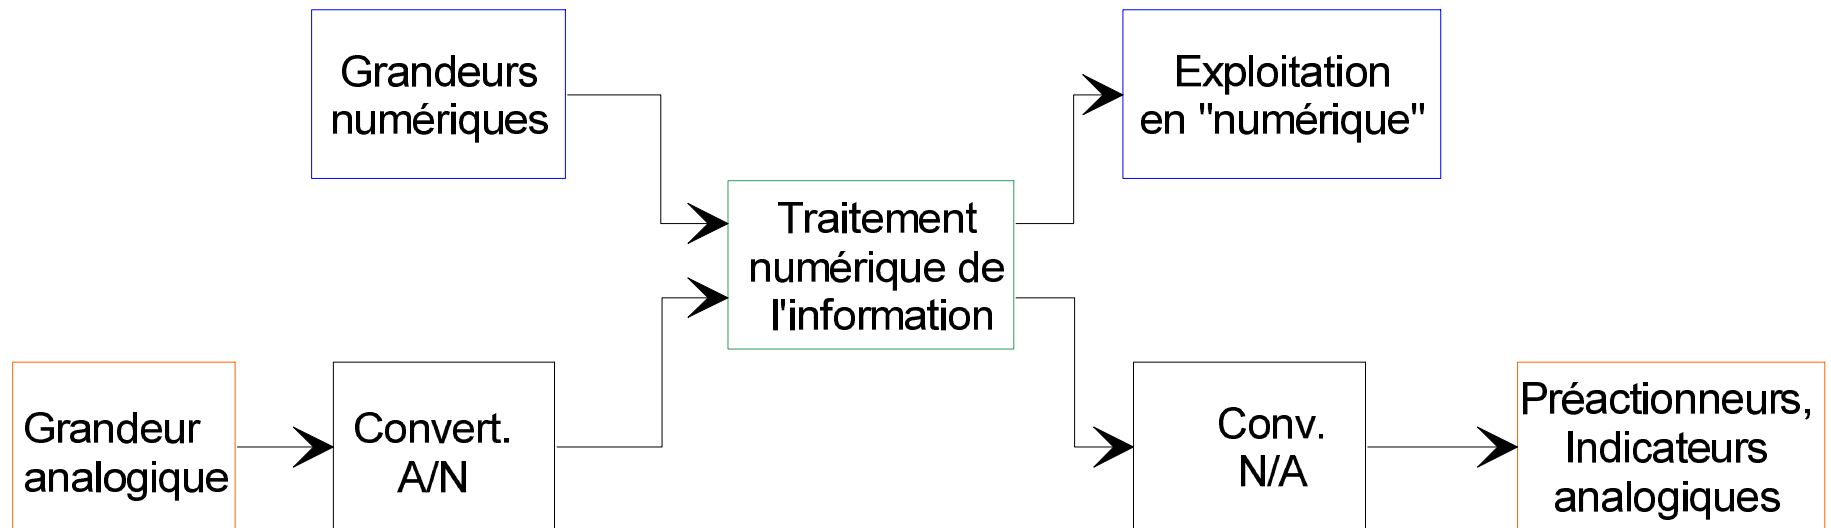 Grandeurs
numériques
Exploitation
en "numérique"
Traitement
numérique de
l'information
Grandeur
analogique
Convert.
A/N
Conv.
N/A
Préactionneurs,
Indicateurs
analogiques